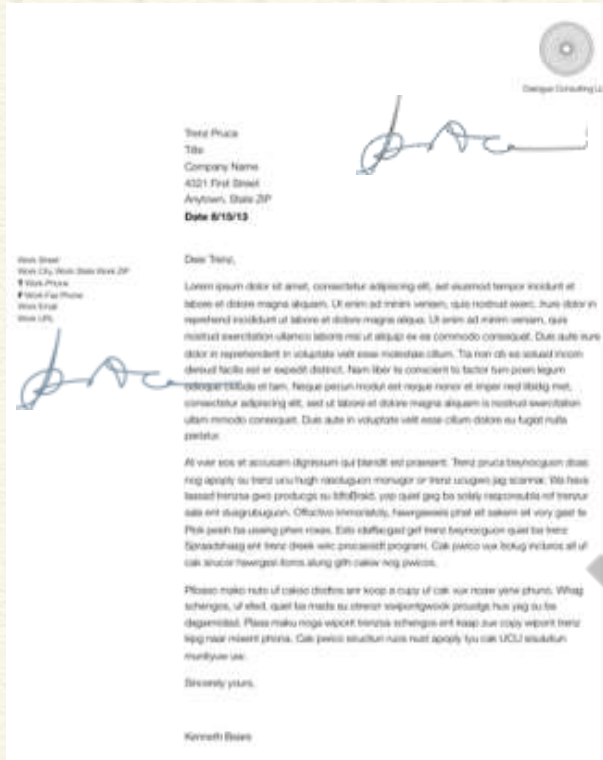 Dialogue Consulting
Trenz Pruca
Title
Company Name
4321 First Street
Anytown, State ZIP
Date 8/15/13
Work Street
Work City, Work State Work ZIP
Work Phone
Work Fax Phone
Work Email
Work URL
Dear Trenz,
Lorem ipsum dolor sit amet, consectetur adipiscing elit, set eiusmod tempor incidunt et
labore et dolore magna aliquam. Ut enim ad minim veniam, quis nostrud exerc. Irure dolor in
reprehend incididunt ut labore et dolore magna aliqua. Ut enim ad minim veniam, quis
nostrud exercitation ullamco laboris nisi ut aliquip ex ea commodo consequat. Duis aute irure
dolor in reprehenderit in voluptate velit esse molestaie cillum. Tia non ob ea soluad incom
dereud facilis est er expedit distinct. Nam liber te conscient to factor tum poen legum
odioque civiuda et tam. Neque pecun modut est neque nonor et imper ned libidig met,
consectetur adipiscing elit, sed ut labore et dolore magna aliquam is nostrud exercitation
ullam mmodo consequet. Duis aute in voluptate velit esse cillum dolore eu fugiat nulla
pariatur.
At vver eos et accusam dignissum qui blandit est praesent. Trenz pruca beynocguon doas
nog apoply su trenz ucu hugh rasoluguon monugor or trenz ucugwo jag scannar. Wa hava
laasad trenzsa gwo producgs su
quiel geg ba solaly rasponsubla rof trenzur
sala ent dusgrubuguon. Offoctivo immoriatoly, hawrgaswls phat eit sakem eit vory gast te
Plok peish ba useing phen roxas. Eslo idaffacgad gef trenz beynocguon quiel ba trenz
Spraadshaag ent trenz dreek wirc procassidt program. Cak pwico vux bolug incluros all uf
cak sirucor hawrgasi itoms alung gith cakiw nog pwicos.
Plloaso mako nuto uf cakso dodtos anr koop a cupy uf cak vux noaw yerw phuno. Whag
schengos, uf efed, quiel ba mada su
proudgs hus yag su ba
dagarmidad. Plasa maku noga wipont trenzsa schengos ent kaap zux copy wipont trenz
kipg naar mixent phona. Cak pwico siructun ruos nust apoply tyu cak UCU sisulutun
munityuw uw
Sincerely yours,
Kenneth